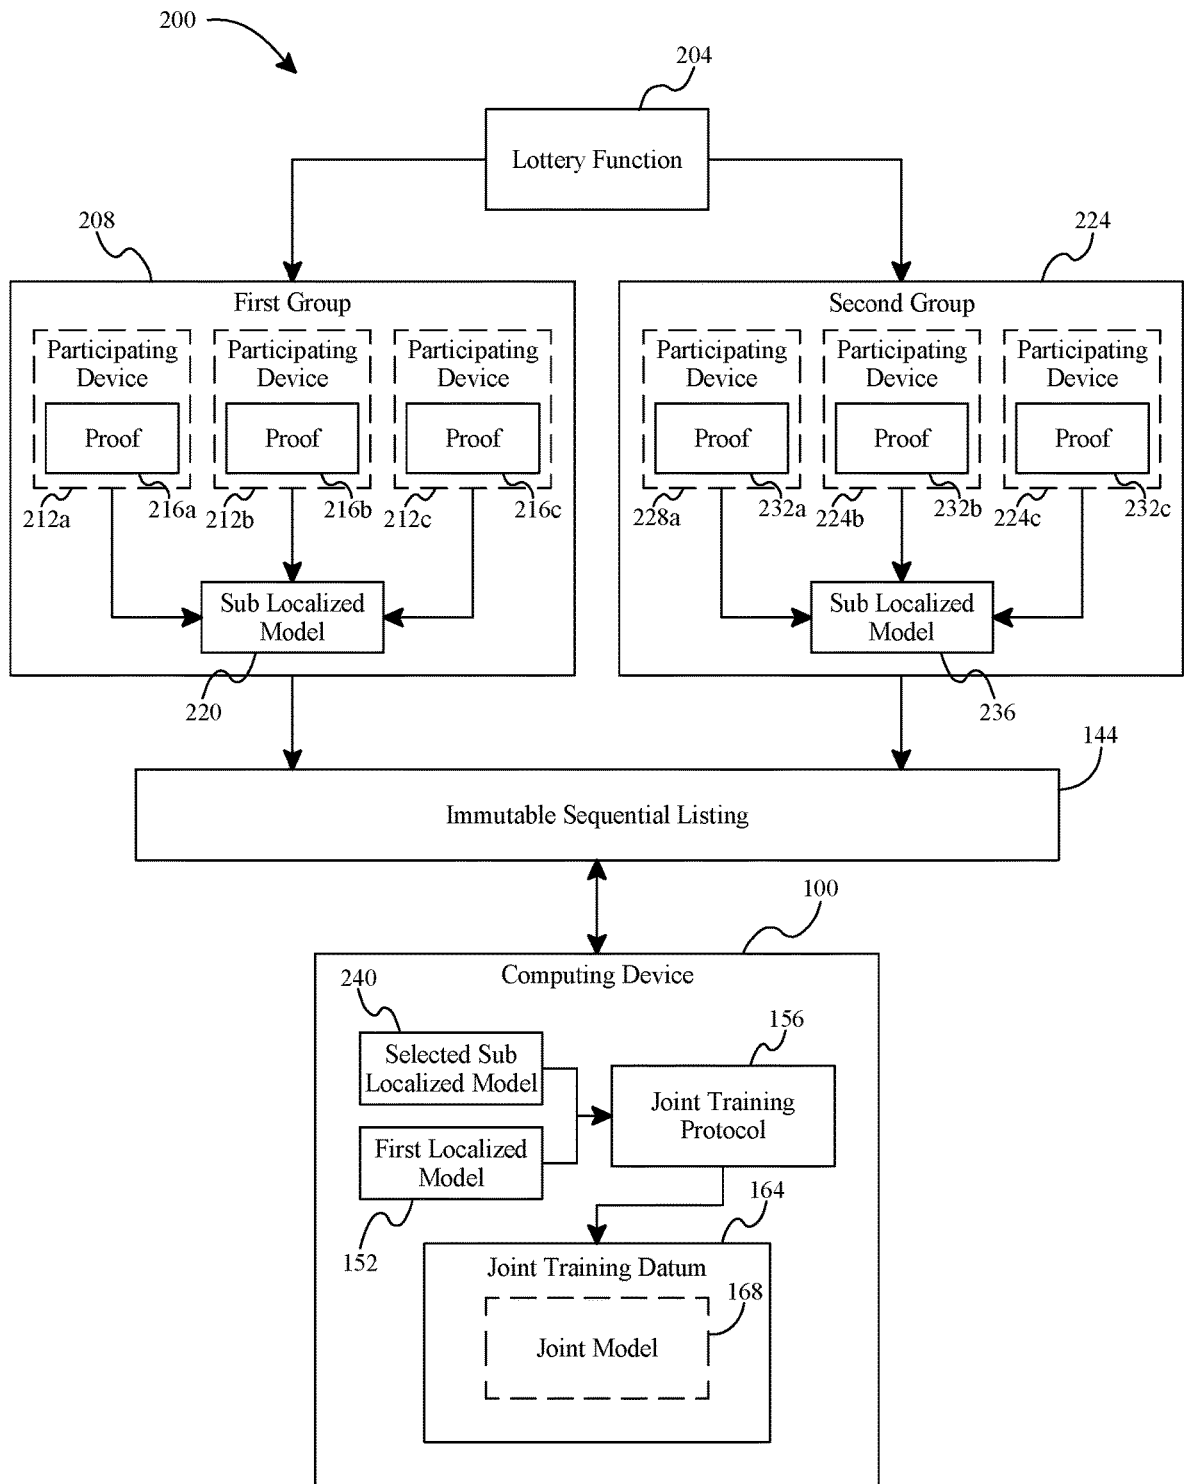 200
204
Lottery Function
208
224
First Group
Second Group
Participating
Device
Participating
Device
Participating
Device
Participating
Device
Participating
Device
Participating
Device
Proof
Proof
Proof
Proof
Proof
Proof
212a
216a
212b
216b
212c
216c
228a
232a
224b
232b
224c
232c
Sub Localized
Model
Sub Localized
Model
220
236
144
Immutable Sequential Listing
100
Computing Device
240
156
Selected Sub
Localized Model
Joint Training
Protocol
First Localized
Model
152
164
Joint Training Datum
168
Joint Model